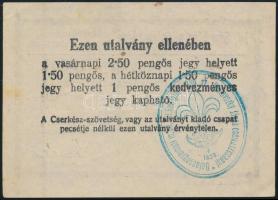 Ezen utalvány ellenében
a vasárnapi 2·50 pengős jegy helyett
1·50 pengős, a hétköznapi 1·50 pengős
jegy helyett 1 pengős kedvezményes
jegy kapható.
A Cserkész-szövetség, vagy az utalványt kiadó csapat
pecsétje nélkül ezen utalvány érvénytelen.